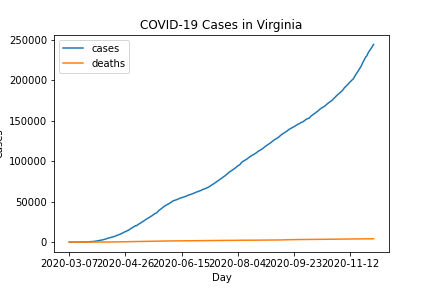 COVID-19 Cases in Virginia
cases
deaths
250000
200000
150000
100000
50000
0
2020-03-07 2020-04-26 2020-06-15 2020-08-04 2020-09-23 2020-11-12
Day
Cases